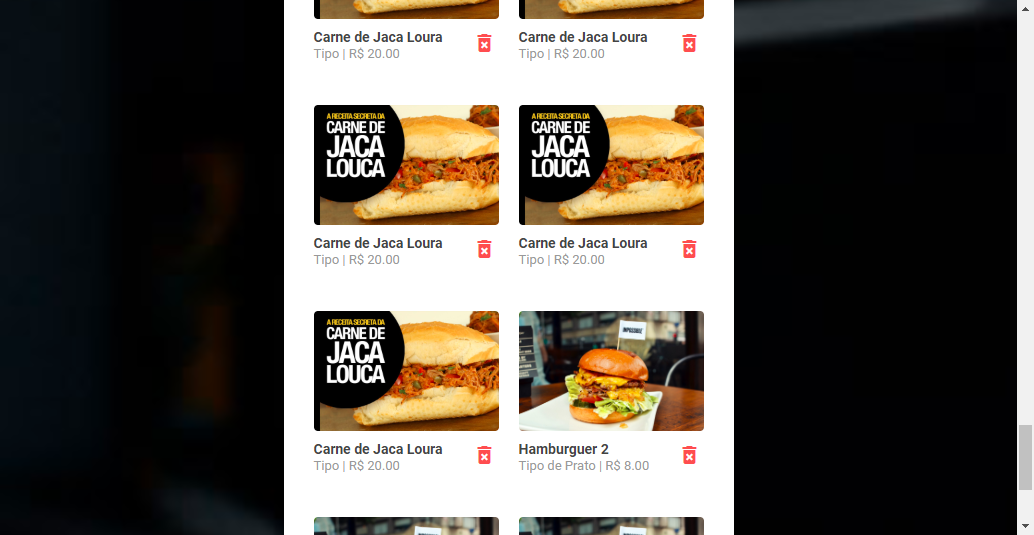 Carne de Jaca Loura
Tipo | R$ 20.00
Carne de Jaca Loura
Tipo | R$ 20.00
A RECEITA SECRETA DA
CARNE DE
JACA
LOUCA
A RECEITA SECRETA DA
CARNE DE
JACA
LOUCA
Carne de Jaca Loura
Tipo | R$ 20.00
Carne de Jaca Loura
Tipo | R$ 20.00
A RECEITA SECRETA DA
CARNE DE
JACA
LOUCA
IMPOSSIBLE
Carne de Jaca Loura
Tipo | R$ 20.00
Hamburguer 2
Tipo de Prato | R$ 8.00